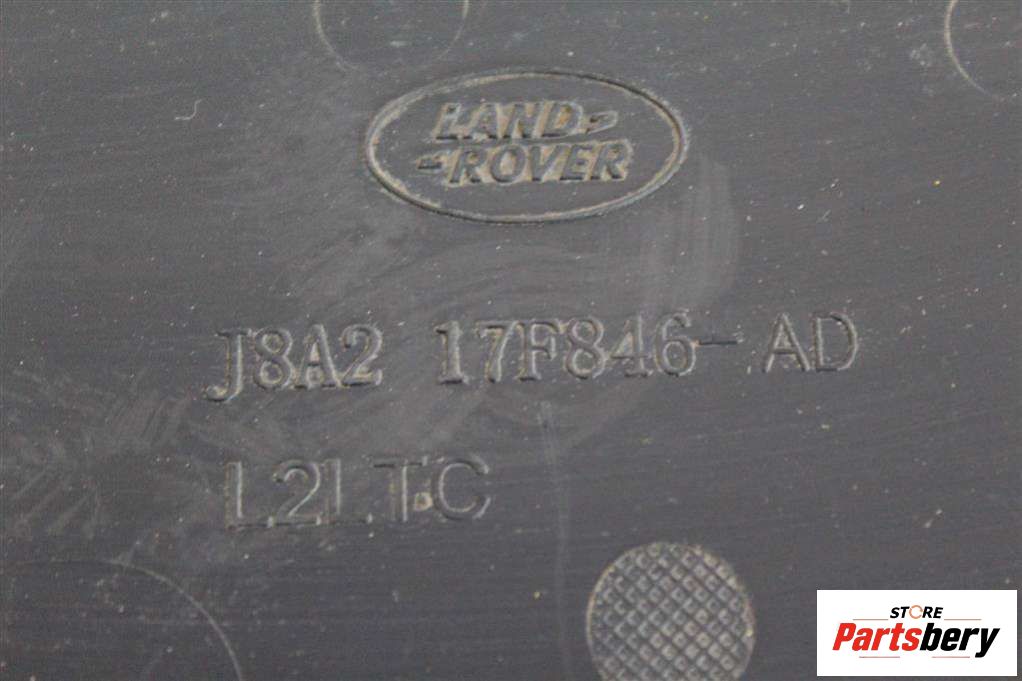 LAND-
-ROVER
J8A2 17F846-AD
L2LTC
STORE
Partsbery